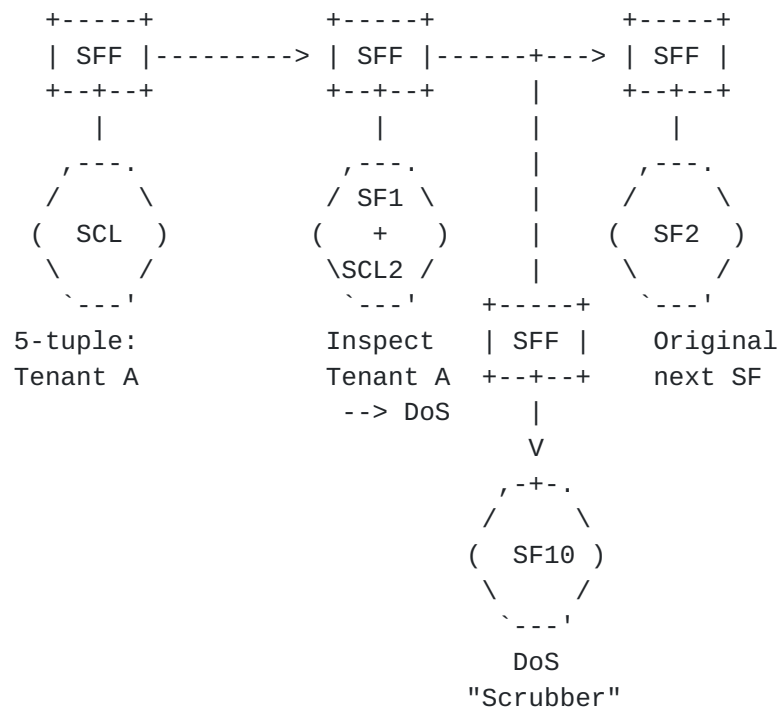 +-----+ +-----+ +-----+
| SFF |---------> | SFF |------+---> | SFF |
+--+--+ +--+--+ | +--+--+
| | | |
,---. ,---. | ,---.
/ \ / SF1 \ | / \
( SCL ) ( + ) | ( SF2 )
\ / \SCL2 / | \ /
`---' `---' +-----+ `---'
5-tuple: Inspect | SFF | Original
Tenant A Tenant A +--+--+ next SF
--> DoS |
V
,-+-.
/ \
( SF10 )
\ /
`---'
DoS
"Scrubber"